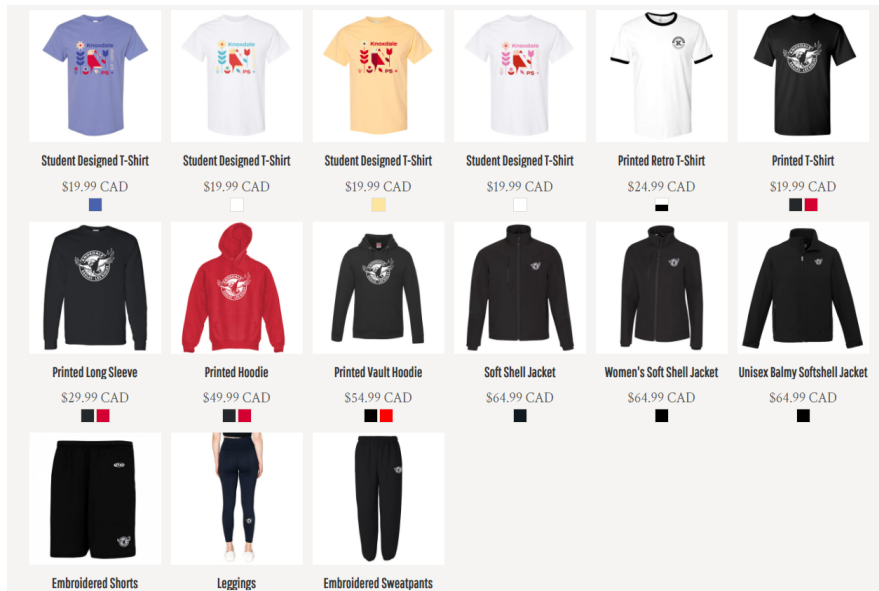 Knoxdale
PS
Knoxdale
PS
Knoxdale
PS
Knoxdale
PS
Student Designed T-Shirt
Student Designed T-Shirt
Student Designed T-Shirt
Student Designed T-Shirt
Printed Retro T-Shirt
Printed T-Shirt
$19.99 CAD
$19.99 CAD
$19.99 CAD
$19.99 CAD
$24.99 CAD
$19.99 CAD
Printed Long Sleeve
Printed Hoodie
Printed Vault Hoodie
Soft Shell Jacket
Women's Soft Shell Jacket
Unisex Balmy Softshell Jacket
$29.99 CAD
$49.99 CAD
$54.99 CAD
$64.99 CAD
$64.99 CAD
$64.99 CAD
Embroidered Shorts
Leggings
Embroidered Sweatpants